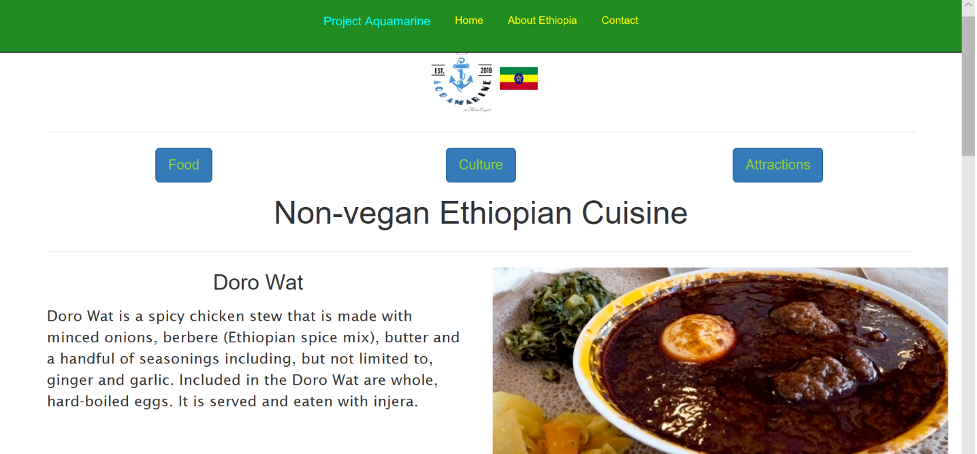 Project Aquamarine Home About Ethiopia Contact
EST. 2019
AQUAMARINE
Food Culture Attractions
Non-vegan Ethiopian Cuisine
Doro Wat
Doro Wat is a spicy chicken stew that is made with
minced onions, berbere (Ethiopian spice mix), butter and
a handful of seasonings including, but not limited to,
ginger and garlic. Included in the Doro Wat are whole,
hard-boiled eggs. It is served and eaten with injera.